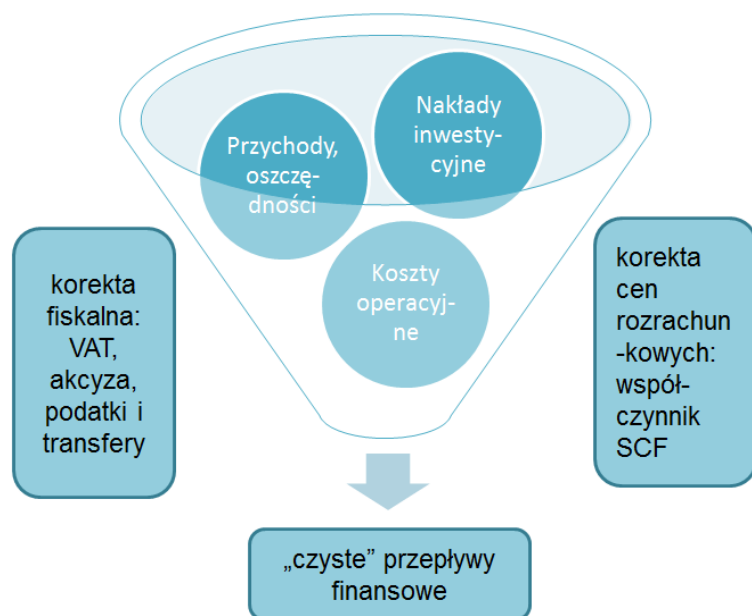 Nakłady
inwesty-
cyjne
Przychody,
oszczę-
dności
Koszty
operacyj-
ne
korekta
fiskalna:
VAT,
akcyza,
podatki i
transfery
korekta
cen
rozrachun
-kowych:
współ-
czynnik
SCF
„czyste” przepływy
finansowe